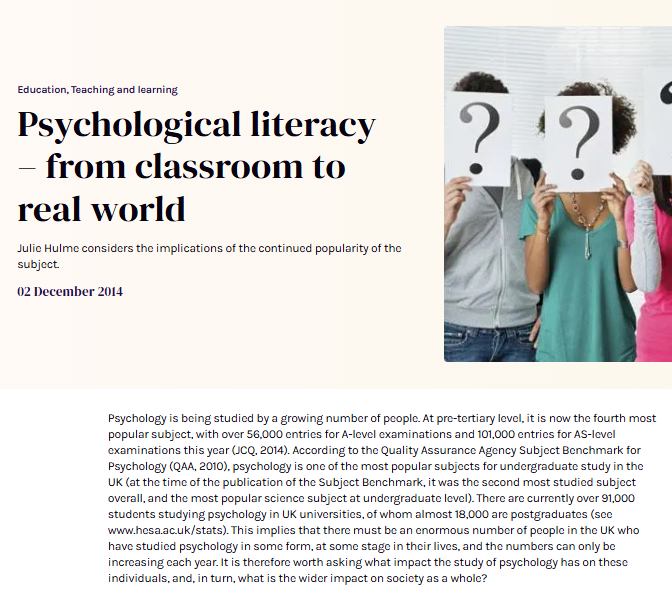 Education, Teaching and learning
Psychological literacy
– from classroom to
real world
Julie Hulme considers the implications of the continued popularity of the
subject.
02 December 2014
?
?
Psychology is being studied by a growing number of people. At pre-tertiary level, it is now the fourth most
popular subject, with over 56,000 entries for A-level examinations and 101,000 entries for AS-level
examinations this year (JCQ, 2014). According to the Quality Assurance Agency Subject Benchmark for
Psychology (QAA, 2010), psychology is one of the most popular subjects for undergraduate study in the
UK (at the time of the publication of the Subject Benchmark, it was the second most studied subject
overall, and the most popular science subject at undergraduate level). There are currently over 91,000
students studying psychology in UK universities, of whom almost 18,000 are postgraduates (see
www.hesa.ac.uk/stats). This implies that there must be an enormous number of people in the UK who
have studied psychology in some form, at some stage in their lives, and the numbers can only be
increasing each year. It is therefore worth asking what impact the study of psychology has on these
individuals, and, in turn, what is the wider impact on society as a whole?